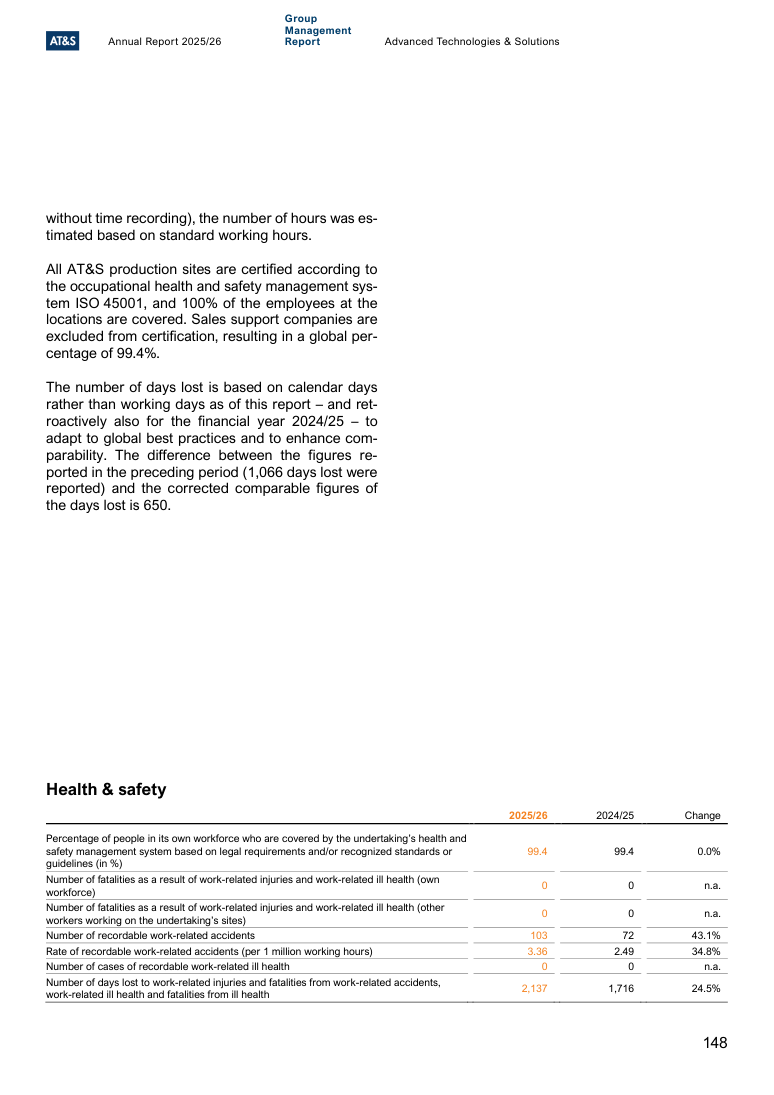 AT&S
Annual Report 2025/26
Group
Management
Report
Advanced Technologies & Solutions
without time recording), the number of hours was es-
timated based on standard working hours.
All AT&S production sites are certified according to
the occupational health and safety management sys-
tem ISO 45001, and 100% of the employees at the
locations are covered. Sales support companies are
excluded from certification, resulting in a global per-
centage of 99.4%.
The number of days lost is based on calendar days
rather than working days as of this report – and ret-
roactively also for the financial year 2024/25 – to
adapt to global best practices and to enhance com-
parability. The difference between the figures re-
ported in the preceding period (1,066 days lost were
reported) and the corrected comparable figures of
the days lost is 650.
Health & safety
2025/26 2024/25 Change
Percentage of people in its own workforce who are covered by the undertaking's health and
safety management system based on legal requirements and/or recognized standards or
guidelines (in %) 99.4 99.4 0.0%
Number of fatalities as a result of work-related injuries and work-related ill health (own
workforce) 0 0 n.a.
Number of fatalities as a result of work-related injuries and work-related ill health (other
workers working on the undertaking's sites) 0 0 n.a.
Number of recordable work-related accidents 103 72 43.1%
Rate of recordable work-related accidents (per 1 million working hours) 3.36 2.49 34.8%
Number of cases of recordable work-related ill health 0 0 n.a.
Number of days lost to work-related injuries and fatalities from work-related accidents,
work-related ill health and fatalities from ill health 2,137 1,716 24.5%
148